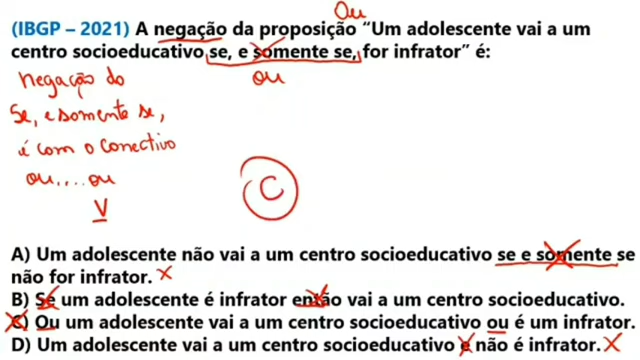 Ou
(IBGP – 2021) A negação da proposição “Um adolescente vai a um
centro socioeducativo se, e somente se, for infrator” é:
ou
negação do
Se, e somente se,
é com o conectivo
ou.... ou
V
C
A) Um adolescente não vai a um centro socioeducativo se e somente se
não for infrator. X
B) Se um adolescente é infrator então vai a um centro socioeducativo.
C) Ou um adolescente vai a um centro socioeducativo ou é um infrator.
D) Um adolescente vai a um centro socioeducativo e não é infrator. X